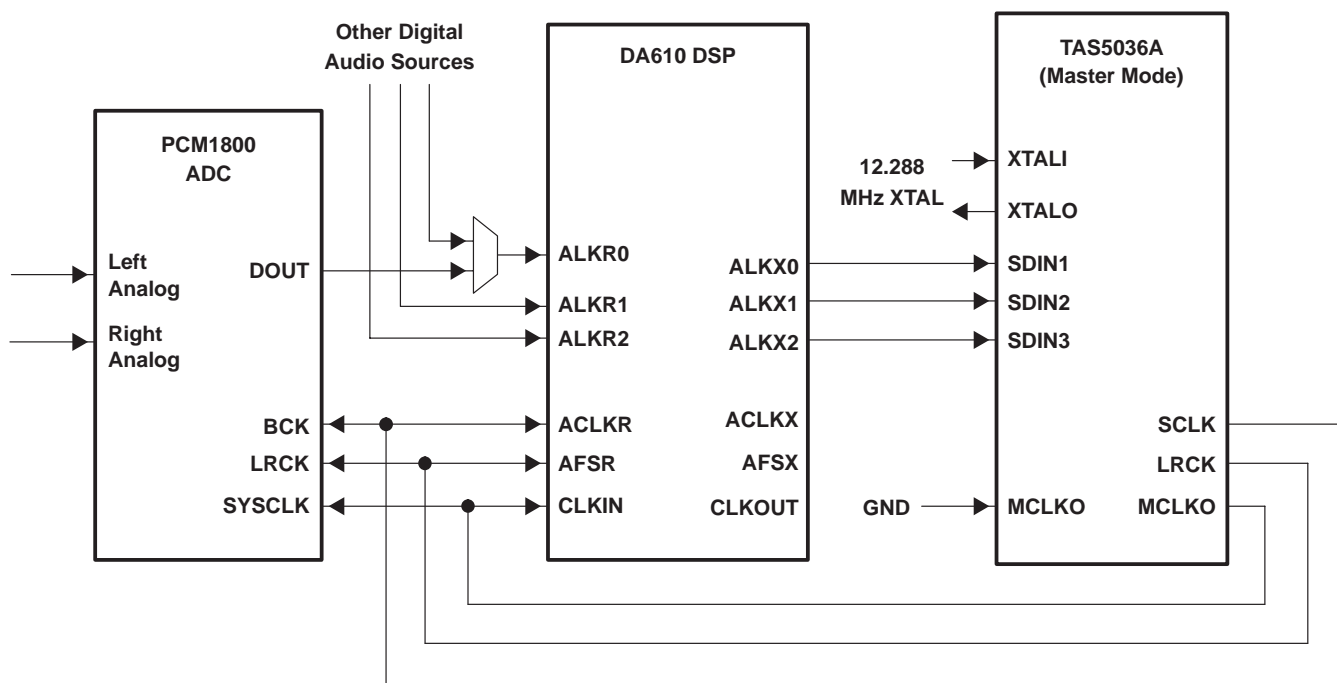 Other Digital
Audio Sources
PCM1800
ADC
Left
Analog
Right
Analog
DOUT
BCK
LRCK
SYSCLK
DA610 DSP
ALKR0
ALKR1
ALKR2
ACLKR
AFSR
CLKIN
ALKX0
ALKX1
ALKX2
ACLKX
AFSX
CLKOUT
12.288
MHz XTAL
GND
TAS5036A
(Master Mode)
XTALI
XTALO
SDIN1
SDIN2
SDIN3
MCLKO
SCLK
LRCK
MCLKO